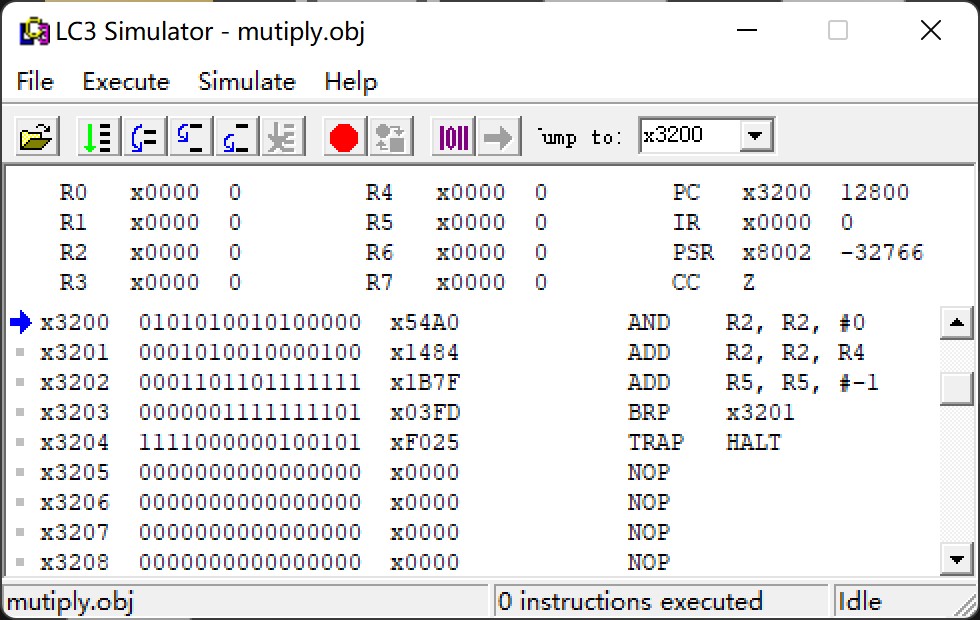 LC3 Simulator - mutiply.obj
File Execute Simulate Help
Jump to: x3200
R0 x0000 0 R4 x0000 0 PC x3200 12800
R1 x0000 0 R5 x0000 0 IR x0000 0
R2 x0000 0 R6 x0000 0 PSR x8002 -32766
R3 x0000 0 R7 x0000 0 CC Z
x3200 0101010010100000 x54A0 AND R2, R2, #0
x3201 0001010010000100 x1484 ADD R2, R2, R4
x3202 0001101101111111 x1B7F ADD R5, R5, #-1
x3203 0000001111111101 x03FD BRP x3201
x3204 1111000000100101 xF025 TRAP HALT
x3205 0000000000000000 x0000 NOP
x3206 0000000000000000 x0000 NOP
x3207 0000000000000000 x0000 NOP
x3208 0000000000000000 x0000 NOP
mutiply.obj 0 instructions executed Idle